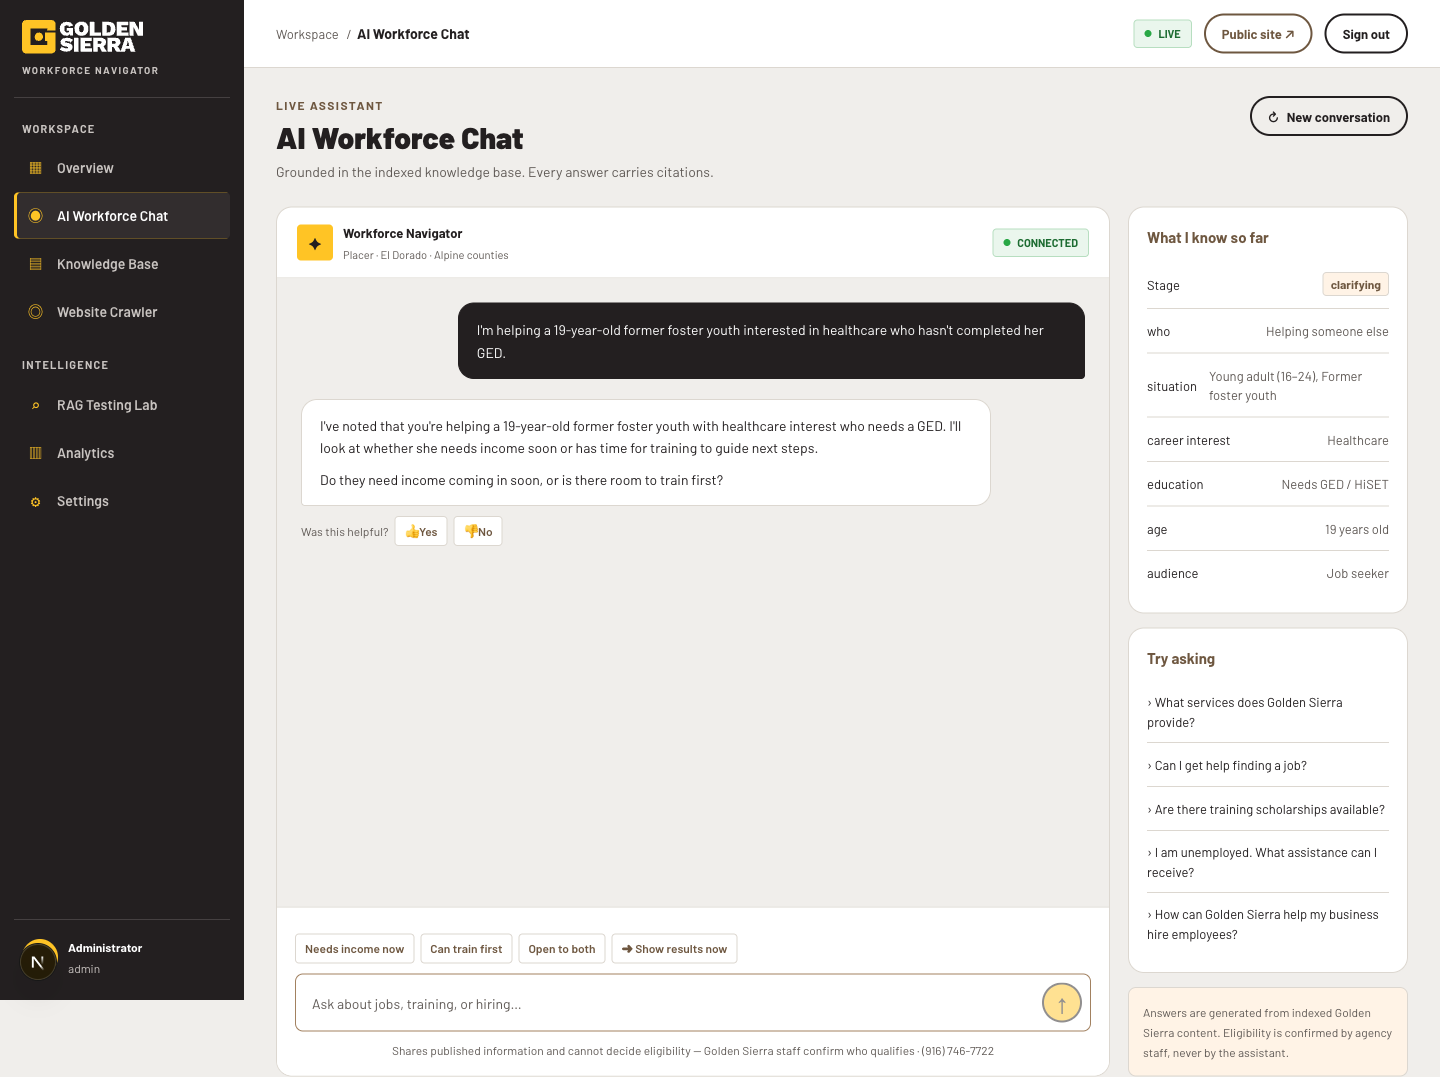 GOLDEN
SIERRA
WORKFORCE NAVIGATOR
WORKSPACE
Overview
AI Workforce Chat
Knowledge Base
Website Crawler
INTELLIGENCE
RAG Testing Lab
Analytics
Settings
N
Administrator
admin
Workspace / AI Workforce Chat
LIVE
Public site ↗
Sign out
LIVE ASSISTANT
AI Workforce Chat
Grounded in the indexed knowledge base. Every answer carries citations.
↻ New conversation
Workforce Navigator
Placer · El Dorado · Alpine counties
CONNECTED
I'm helping a 19-year-old former foster youth interested in healthcare who hasn't completed her
GED.
I've noted that you're helping a 19-year-old former foster youth with healthcare interest who needs a GED. I'll
look at whether she needs income soon or has time for training to guide next steps.
Do they need income coming in soon, or is there room to train first?
Was this helpful? 👍Yes 👎No
Needs income now
Can train first
Open to both
➜ Show results now
Ask about jobs, training, or hiring...
↑
Shares published information and cannot decide eligibility — Golden Sierra staff confirm who qualifies · (916) 746-7722
What I know so far
Stage clarifying
who Helping someone else
situation Young adult (16–24), Former
foster youth
career interest Healthcare
education Needs GED / HiSET
age 19 years old
audience Job seeker
Try asking
› What services does Golden Sierra
provide?
› Can I get help finding a job?
› Are there training scholarships available?
› I am unemployed. What assistance can I
receive?
› How can Golden Sierra help my business
hire employees?
Answers are generated from indexed Golden
Sierra content. Eligibility is confirmed by agency
staff, never by the assistant.